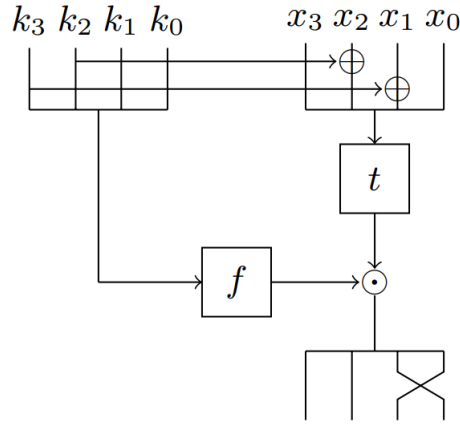 k₃ k₂ k₁ k₀ x₃ x₂ x₁ x₀
t
f